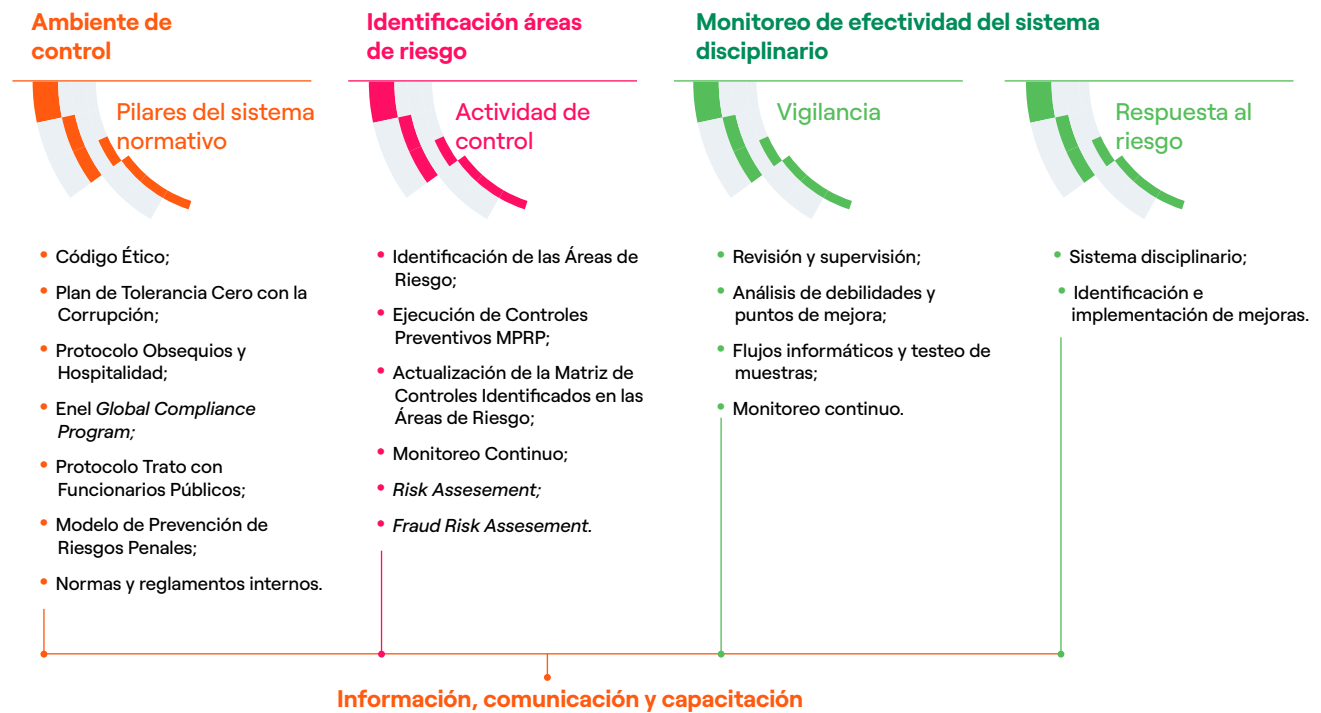 Ambiente de
control
Pilares del sistema
normativo
• Código Ético;
• Plan de Tolerancia Cero con la
Corrupción;
• Protocolo Obsequios y
Hospitalidad;
• Enel Global Compliance
Program;
• Protocolo Trato con
Funcionarios Públicos;
• Modelo de Prevención de
Riesgos Penales;
• Normas y reglamentos internos.
Identificación áreas
de riesgo
Actividad de
control
• Identificación de las Áreas de
Riesgo;
• Ejecución de Controles
Preventivos MPRP;
• Actualización de la Matriz de
Controles Identificados en las
Áreas de Riesgo;
• Monitoreo Continuo;
• Risk Assesement;
• Fraud Risk Assesement.
Monitoreo de efectividad del sistema
disciplinario
Vigilancia
• Revisión y supervisión;
• Análisis de debilidades y
puntos de mejora;
• Flujos informáticos y testeo de
muestras;
• Monitoreo continuo.
Respuesta al
riesgo
• Sistema disciplinario;
• Identificación e
implementación de mejoras.
Información, comunicación y capacitación